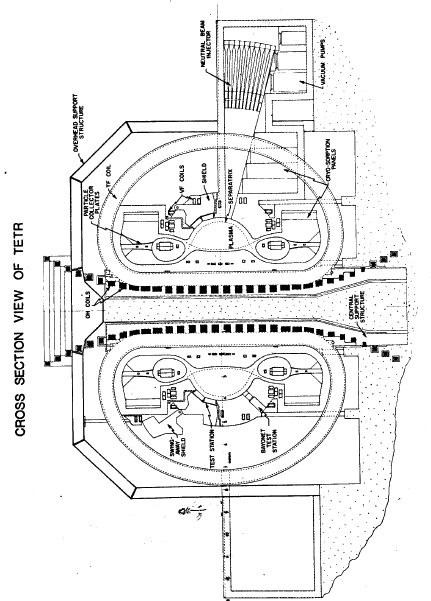 CROSS SECTION VIEW OF TETR
OVERHEAD SUPPORT
STRUCTURE
TF COIL
PARTICLE
COLLECTOR
PLATES
VF COILS
SHIELD
SEPARATRIX
PLASMA
NEUTRAL BEAM
INJECTOR
VACUUM PUMPS
CRYO-SORPTION
PANELS
OH COILS
CENTRAL
SUPPORT
STRUCTURE
SWING-
AWAY
SHIELD
TEST STATION
BAYONET
TEST
STATION